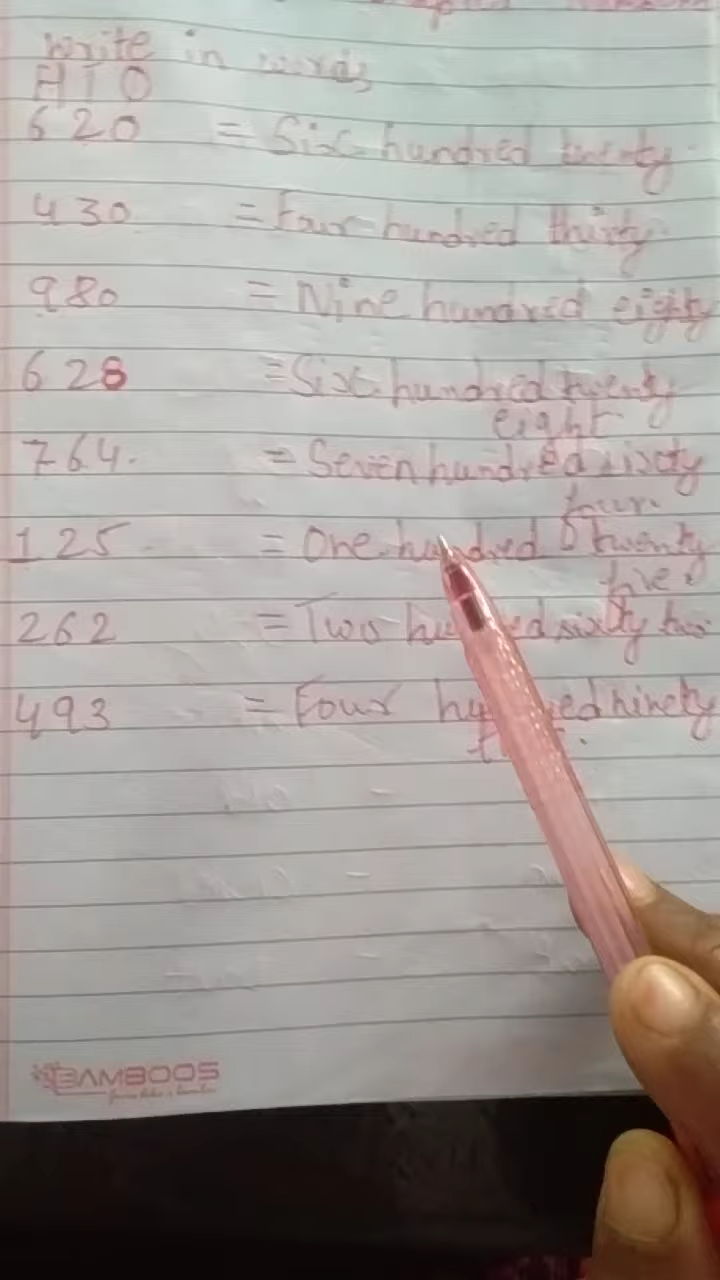 write in words
H T O
620 = Six hundred twenty.
430 = Four hundred thirty.
980 = Nine hundred eighty
628 = Six hundred twenty
eight
764. = Seven hundred sixty
four.
125 = One hundred twenty
five.
262 = Two hundred sixty two
493 = Four hundred ninety
BAMBOOS